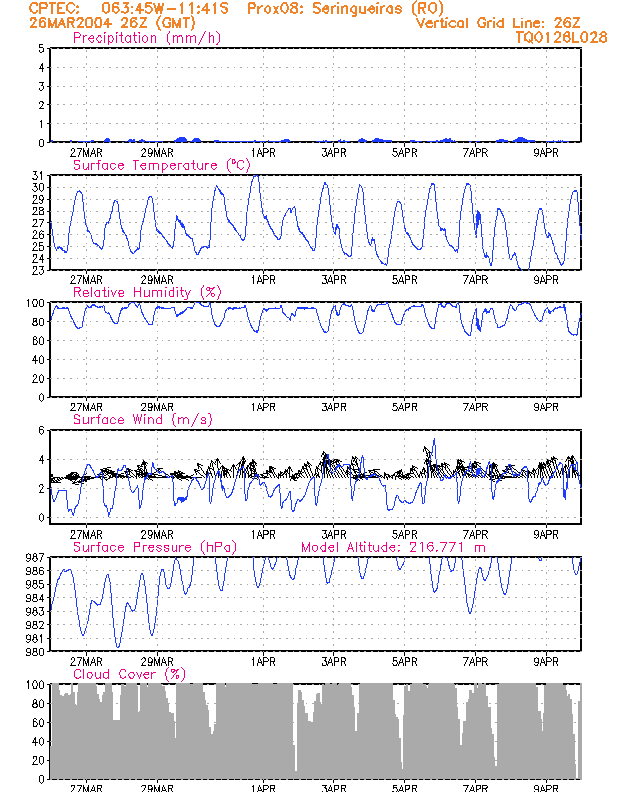 CPTEC: 063:45W-11:41S Prox08: Seringueiras (RO)
26MAR2004 26Z (GMT) Vertical Grid Line: 26Z
Precipitation (mm/h) TQ0126L028
5
4
3
2
1
0
27MAR 29MAR 1APR 3APR 5APR 7APR 9APR
Surface Temperature (ºC)
31
30
29
28
27
26
25
24
23
27MAR 29MAR 1APR 3APR 5APR 7APR 9APR
Relative Humidity (%)
100
80
60
40
20
0
27MAR 29MAR 1APR 3APR 5APR 7APR 9APR
Surface Wind (m/s)
6
4
2
0
27MAR 29MAR 1APR 3APR 5APR 7APR 9APR
Surface Pressure (hPa) Model Altitude: 216.771 m
987
986
985
984
983
982
981
980
27MAR 29MAR 1APR 3APR 5APR 7APR 9APR
Cloud Cover (%)
100
80
60
40
20
0
27MAR 29MAR 1APR 3APR 5APR 7APR 9APR